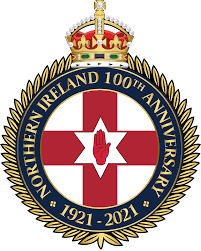 NORTHERN IRELAND 100TH ANNIVERSARY
1921 - 2021